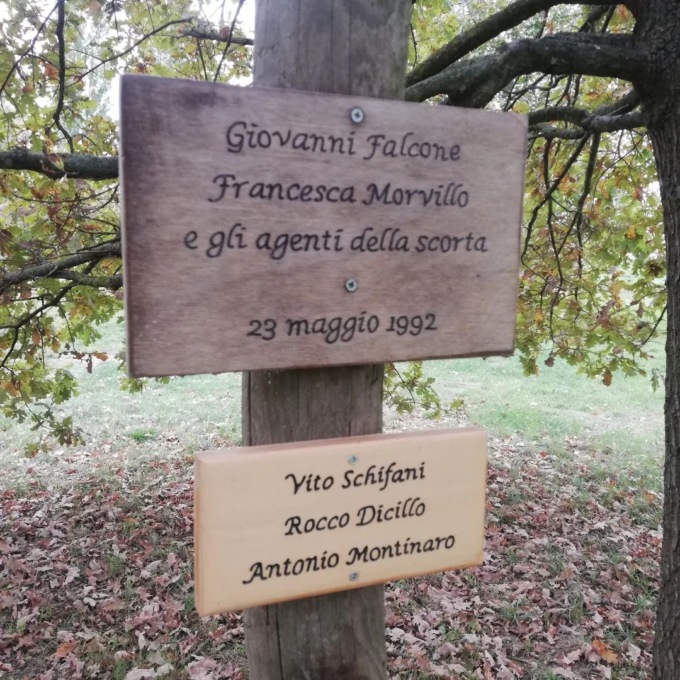 Giovanni Falcone
Francesca Morvillo
e gli agenti della scorta
23 maggio 1992
Vito Schifani
Rocco Dicillo
Antonio Montinaro